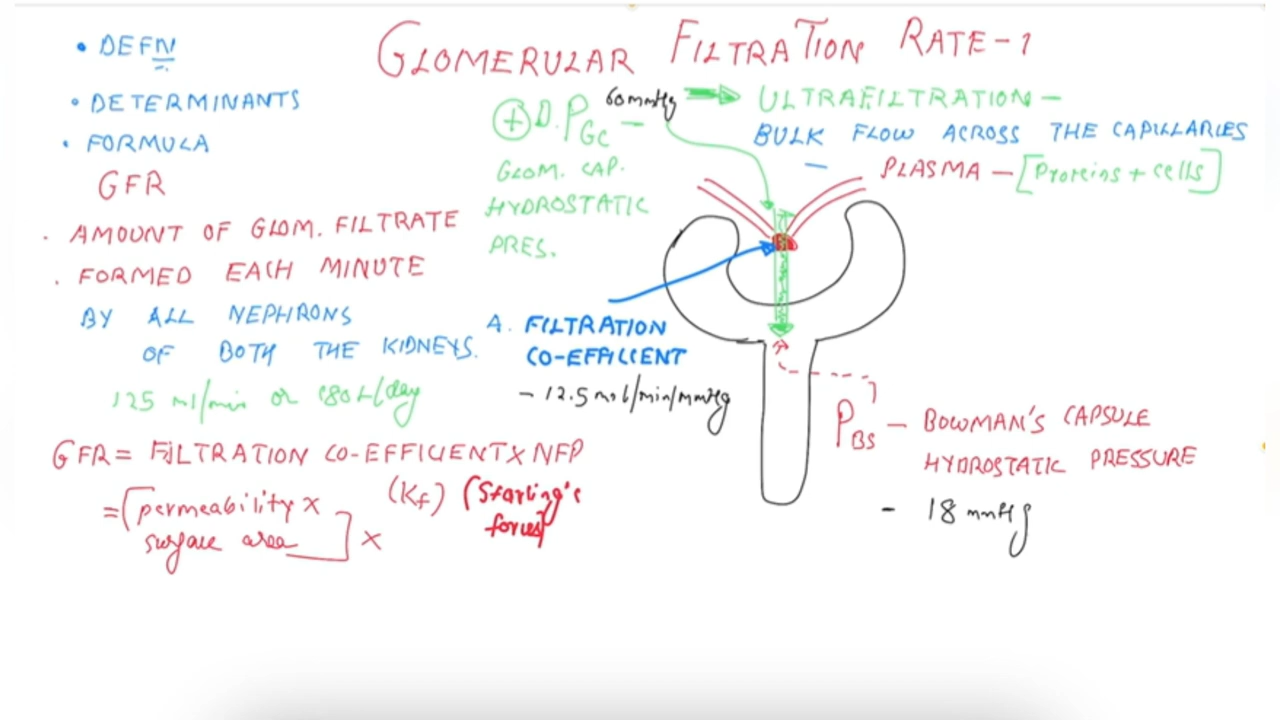 GLOMERULAR FILTRATION RATE-1
• DEFN
• DETERMINANTS
• FORMULA
GFR
. AMOUNT OF GLOM. FILTRATE
. FORMED EACH MINUTE
BY ALL NEPHRONS
OF BOTH THE KIDNEYS.
125 ml/min or 180L/day
GFR = FILTRATION CO-EFFICIENT X NFP
(Kf) (Starling's forces)
= [permeability x
surface area] x
+ D. PGC - 60mmHg
GLOM. CAP.
HYDROSTATIC
PRES.
ULTRAFILTRATION -
BULK FLOW ACROSS THE CAPILLARIES
- PLASMA - [Proteins + cells]
A. FILTRATION
CO-EFFICIENT
- 12.5 ml/min/mmHg
PBS - BOWMAN'S CAPSULE
HYDROSTATIC PRESSURE
- 18 mmHg